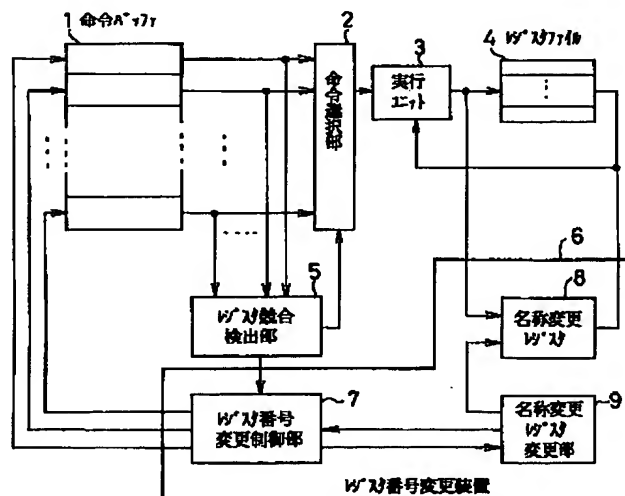 1 命令バッファ
2
命令選択部
3
実行
ユニット
4 レジスタファイル
5
レジスタ競合
検出部
6
7
レジスタ番号
変更制御部
8
名称変更
レジスタ
9
名称変更
レジスタ
変更部
レジスタ番号変更装置